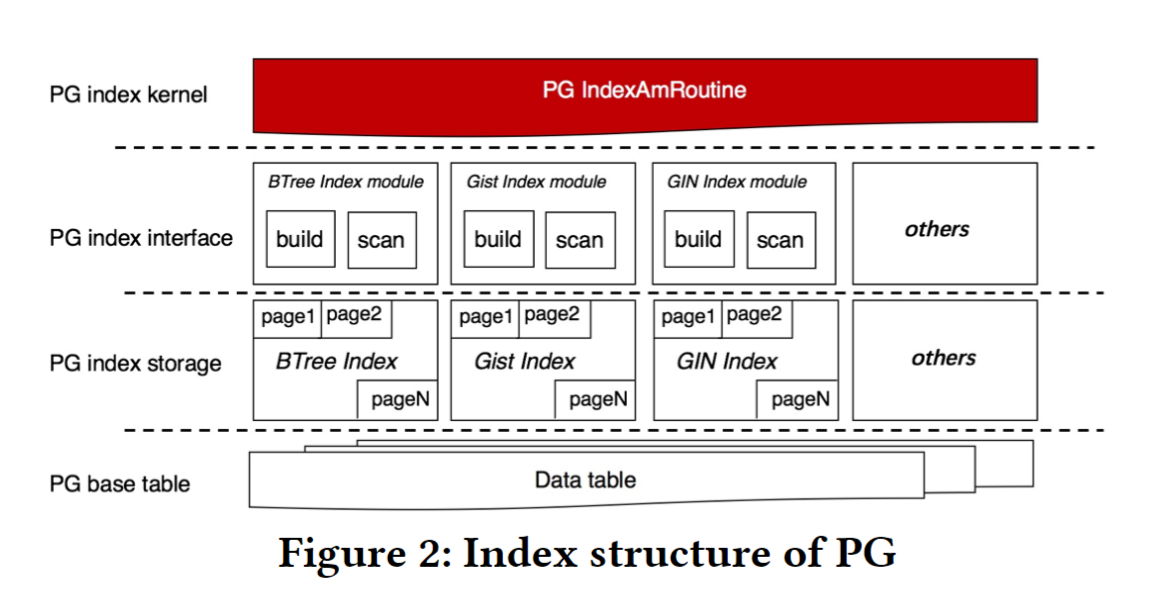 PG index kernel
PG IndexAmRoutine
PG index interface
BTree Index module
build
scan
Gist Index module
build
scan
GIN Index module
build
scan
others
PG index storage
page1
page2
BTree Index
pageN
page1
page2
Gist Index
pageN
page1
page2
GIN Index
pageN
others
PG base table
Data table
Figure 2: Index structure of PG